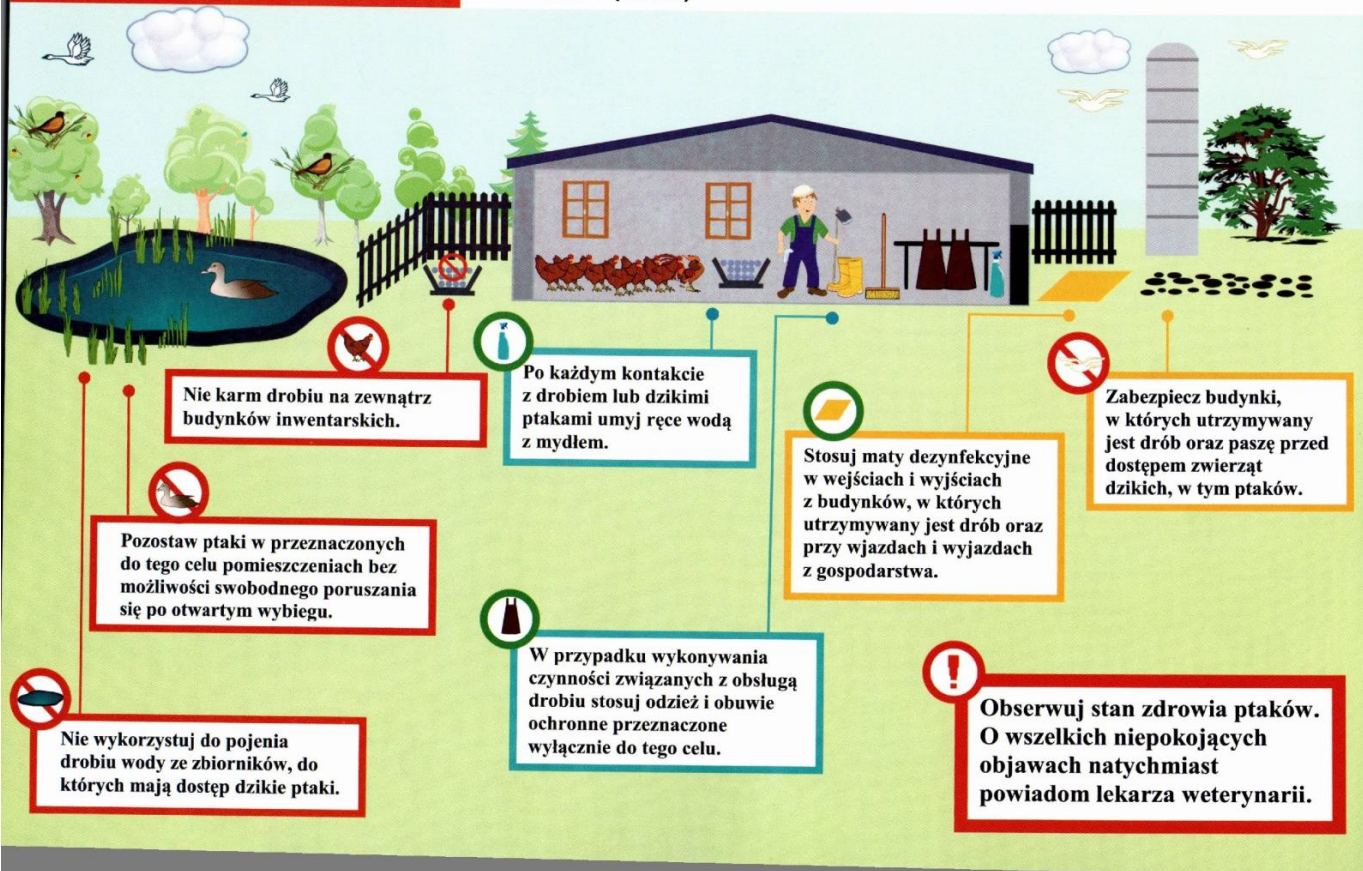 Nie karm drobiu na zewnątrz
budynków inwentarskich.
Po każdym kontakcie
z drobiem lub dzikimi
ptakami umyj ręce wodą
z mydłem.
Stosuj maty dezynfekcyjne
w wejściach i wyjściach
z budynków, w których
utrzymywany jest drób oraz
przy wjazdach i wyjazdach
z gospodarstwa.
Zabezpiecz budynki,
w których utrzymywany
jest drób oraz paszę przed
dostępem zwierząt
dzikich, w tym ptaków.
Pozostaw ptaki w przeznaczonych
do tego celu pomieszczeniach bez
możliwości swobodnego poruszania
się po otwartym wybiegu.
W przypadku wykonywania
czynności związanych z obsługą
drobiu stosuj odzież i obuwie
ochronne przeznaczone
wyłącznie do tego celu.
Nie wykorzystuj do pojenia
drobiu wody ze zbiorników, do
których mają dostęp dzikie ptaki.
!
Obserwuj stan zdrowia ptaków.
O wszelkich niepokojących
objawach natychmiast
powiadom lekarza weterynarii.